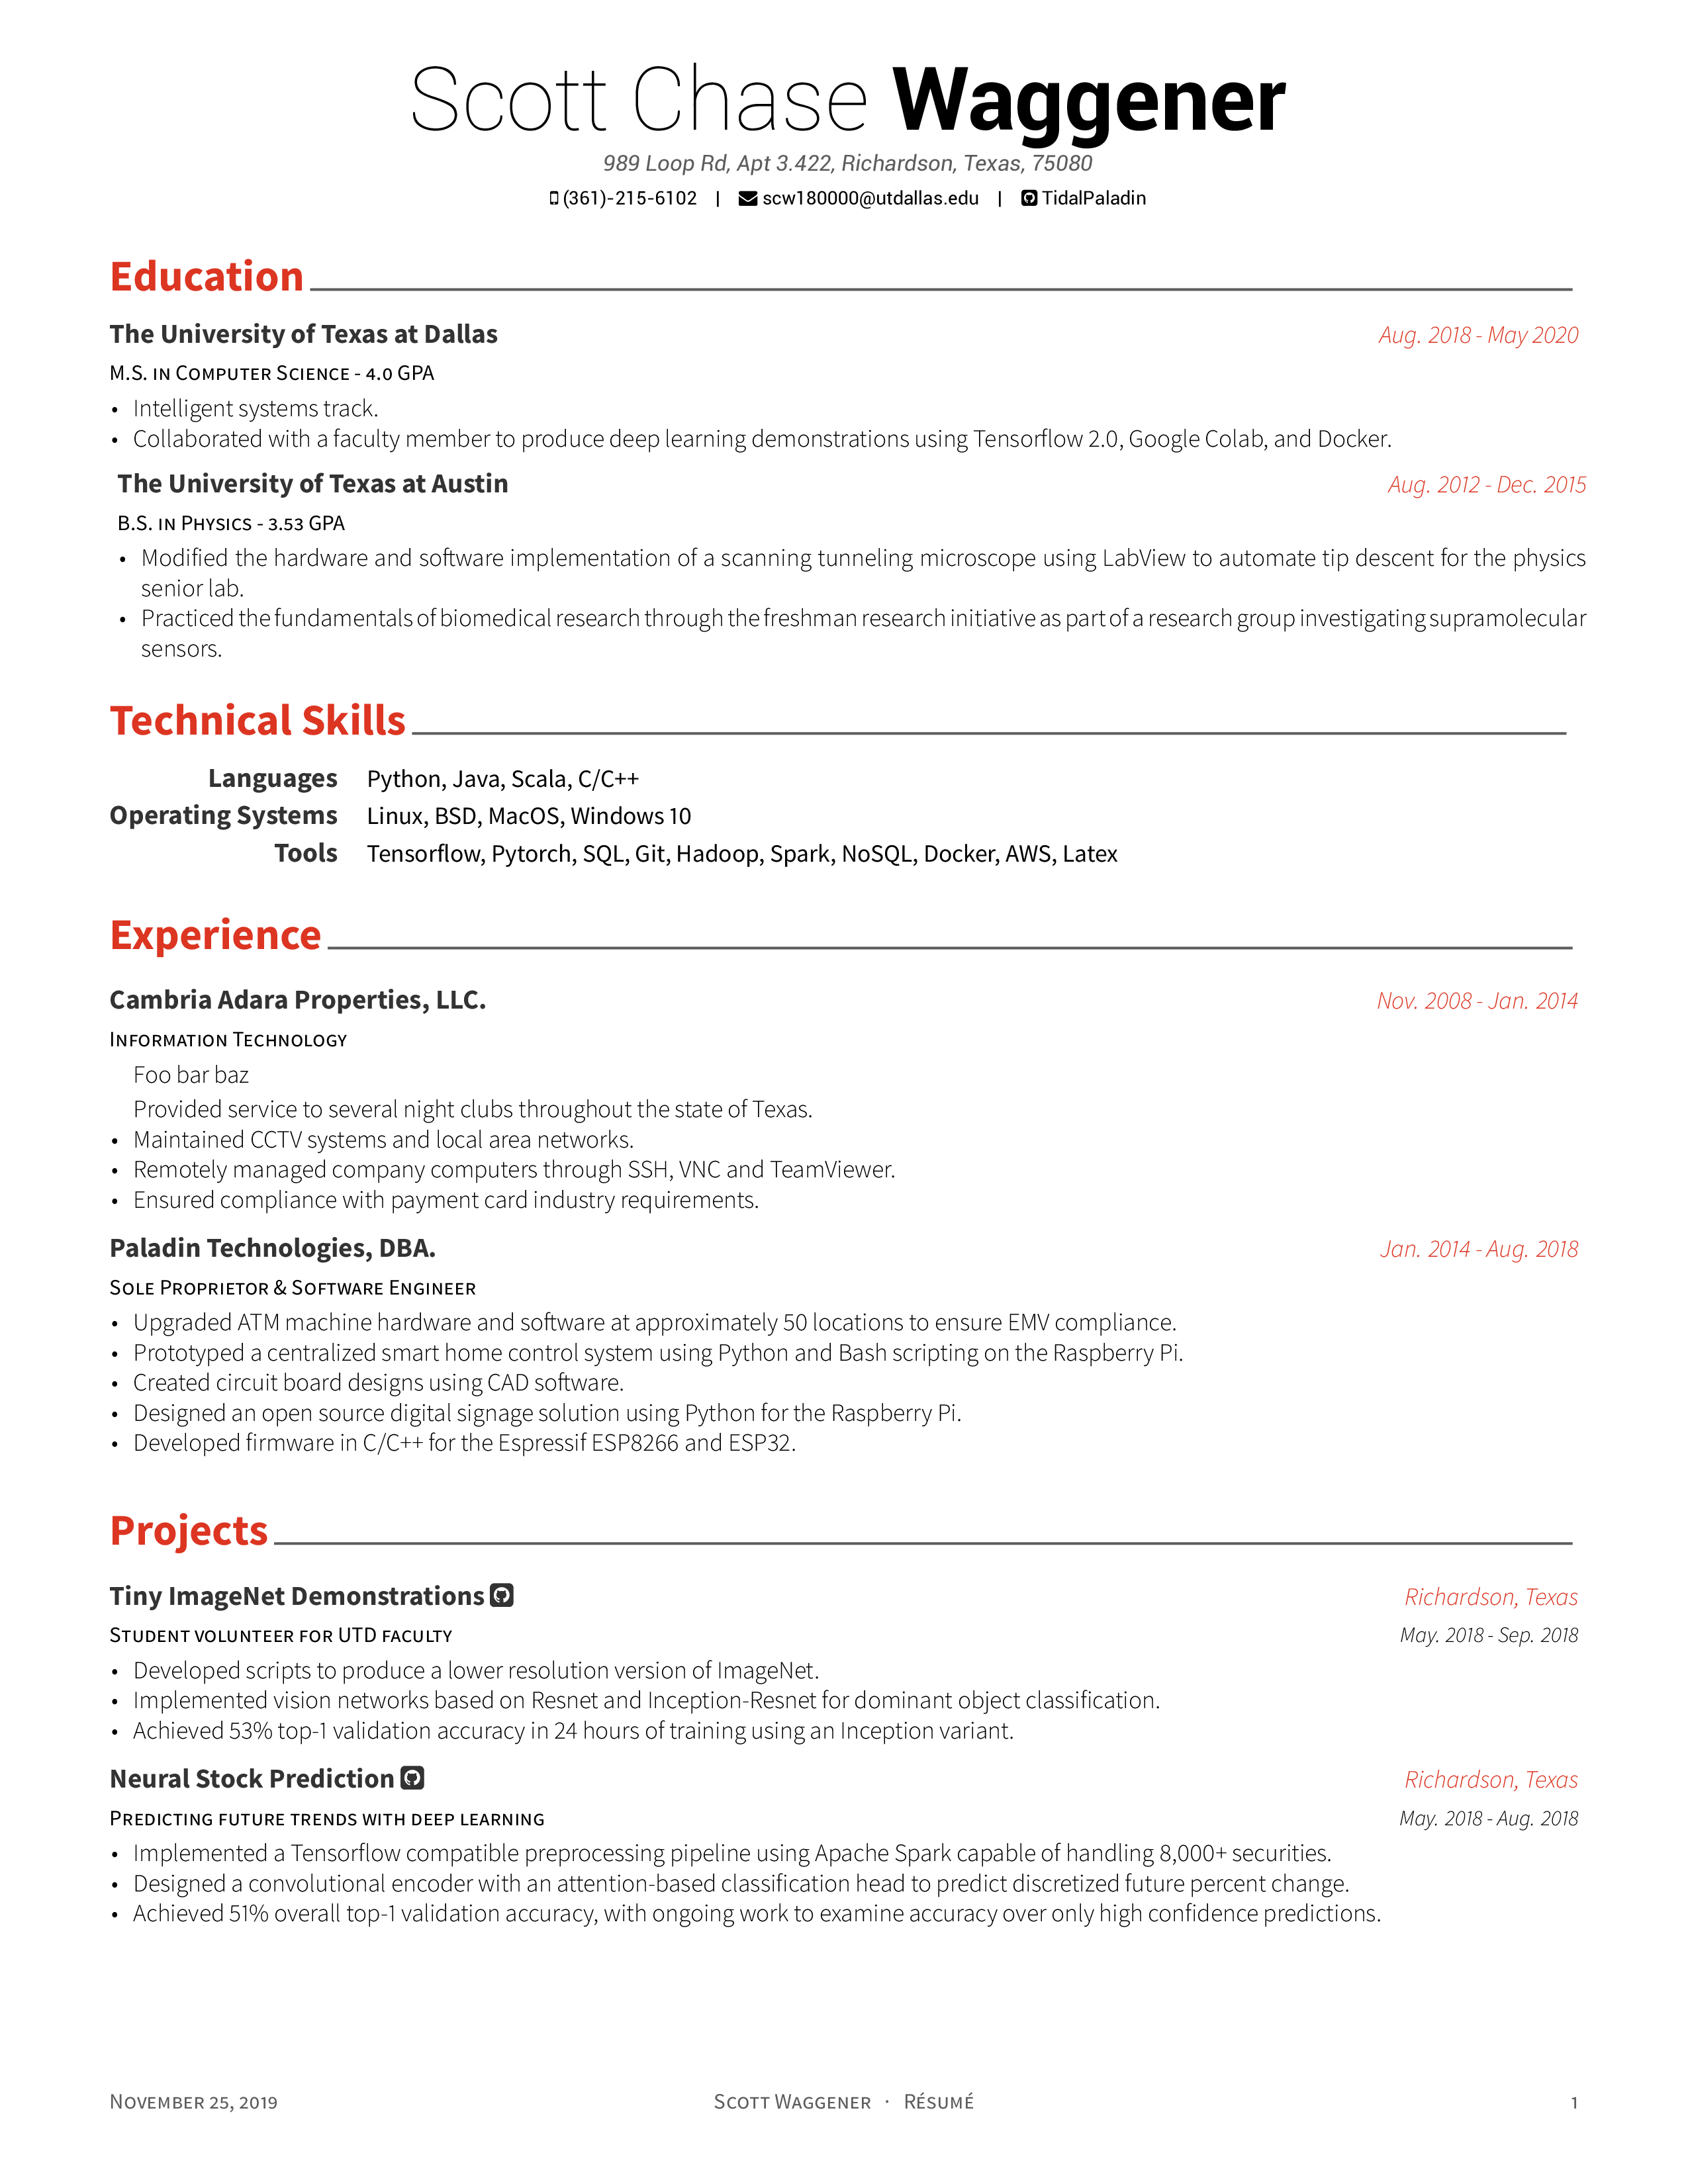 Scott Chase Waggener
989 Loop Rd, Apt 3.422, Richardson, Texas, 75080
(361)-215-6102 | scw180000@utdallas.edu | TidalPaladin
Education
The University of Texas at Dallas Aug. 2018 - May 2020
M.S. in Computer Science - 4.0 GPA
• Intelligent systems track.
• Collaborated with a faculty member to produce deep learning demonstrations using Tensorflow 2.0, Google Colab, and Docker.
The University of Texas at Austin Aug. 2012 - Dec. 2015
B.S. in Physics - 3.53 GPA
• Modified the hardware and software implementation of a scanning tunneling microscope using LabView to automate tip descent for the physics
senior lab.
• Practiced the fundamentals of biomedical research through the freshman research initiative as part of a research group investigating supramolecular
sensors.
Technical Skills
Languages Python, Java, Scala, C/C++
Operating Systems Linux, BSD, MacOS, Windows 10
Tools Tensorflow, Pytorch, SQL, Git, Hadoop, Spark, NoSQL, Docker, AWS, Latex
Experience
Cambria Adara Properties, LLC. Nov. 2008 - Jan. 2014
Information Technology
Foo bar baz
Provided service to several night clubs throughout the state of Texas.
• Maintained CCTV systems and local area networks.
• Remotely managed company computers through SSH, VNC and TeamViewer.
• Ensured compliance with payment card industry requirements.
Paladin Technologies, DBA. Jan. 2014 - Aug. 2018
Sole Proprietor & Software Engineer
• Upgraded ATM machine hardware and software at approximately 50 locations to ensure EMV compliance.
• Prototyped a centralized smart home control system using Python and Bash scripting on the Raspberry Pi.
• Created circuit board designs using CAD software.
• Designed an open source digital signage solution using Python for the Raspberry Pi.
• Developed firmware in C/C++ for the Espressif ESP8266 and ESP32.
Projects
Tiny ImageNet Demonstrations Richardson, Texas
Student volunteer for UTD faculty May. 2018 - Sep. 2018
• Developed scripts to produce a lower resolution version of ImageNet.
• Implemented vision networks based on Resnet and Inception-Resnet for dominant object classification.
• Achieved 53% top-1 validation accuracy in 24 hours of training using an Inception variant.
Neural Stock Prediction Richardson, Texas
Predicting future trends with deep learning May. 2018 - Aug. 2018
• Implemented a Tensorflow compatible preprocessing pipeline using Apache Spark capable of handling 8,000+ securities.
• Designed a convolutional encoder with an attention-based classification head to predict discretized future percent change.
• Achieved 51% overall top-1 validation accuracy, with ongoing work to examine accuracy over only high confidence predictions.
November 25, 2019 Scott Waggener · Résumé 1